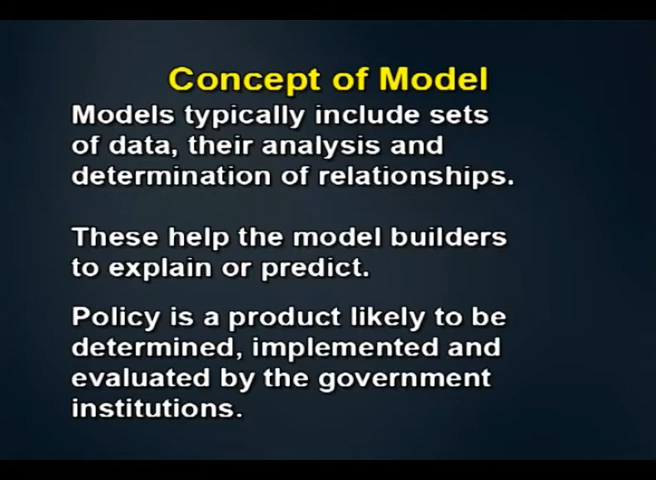 Concept of Model
Models typically include sets
of data, their analysis and
determination of relationships.
These help the model builders
to explain or predict.
Policy is a product likely to be
determined, implemented and
evaluated by the government
institutions.